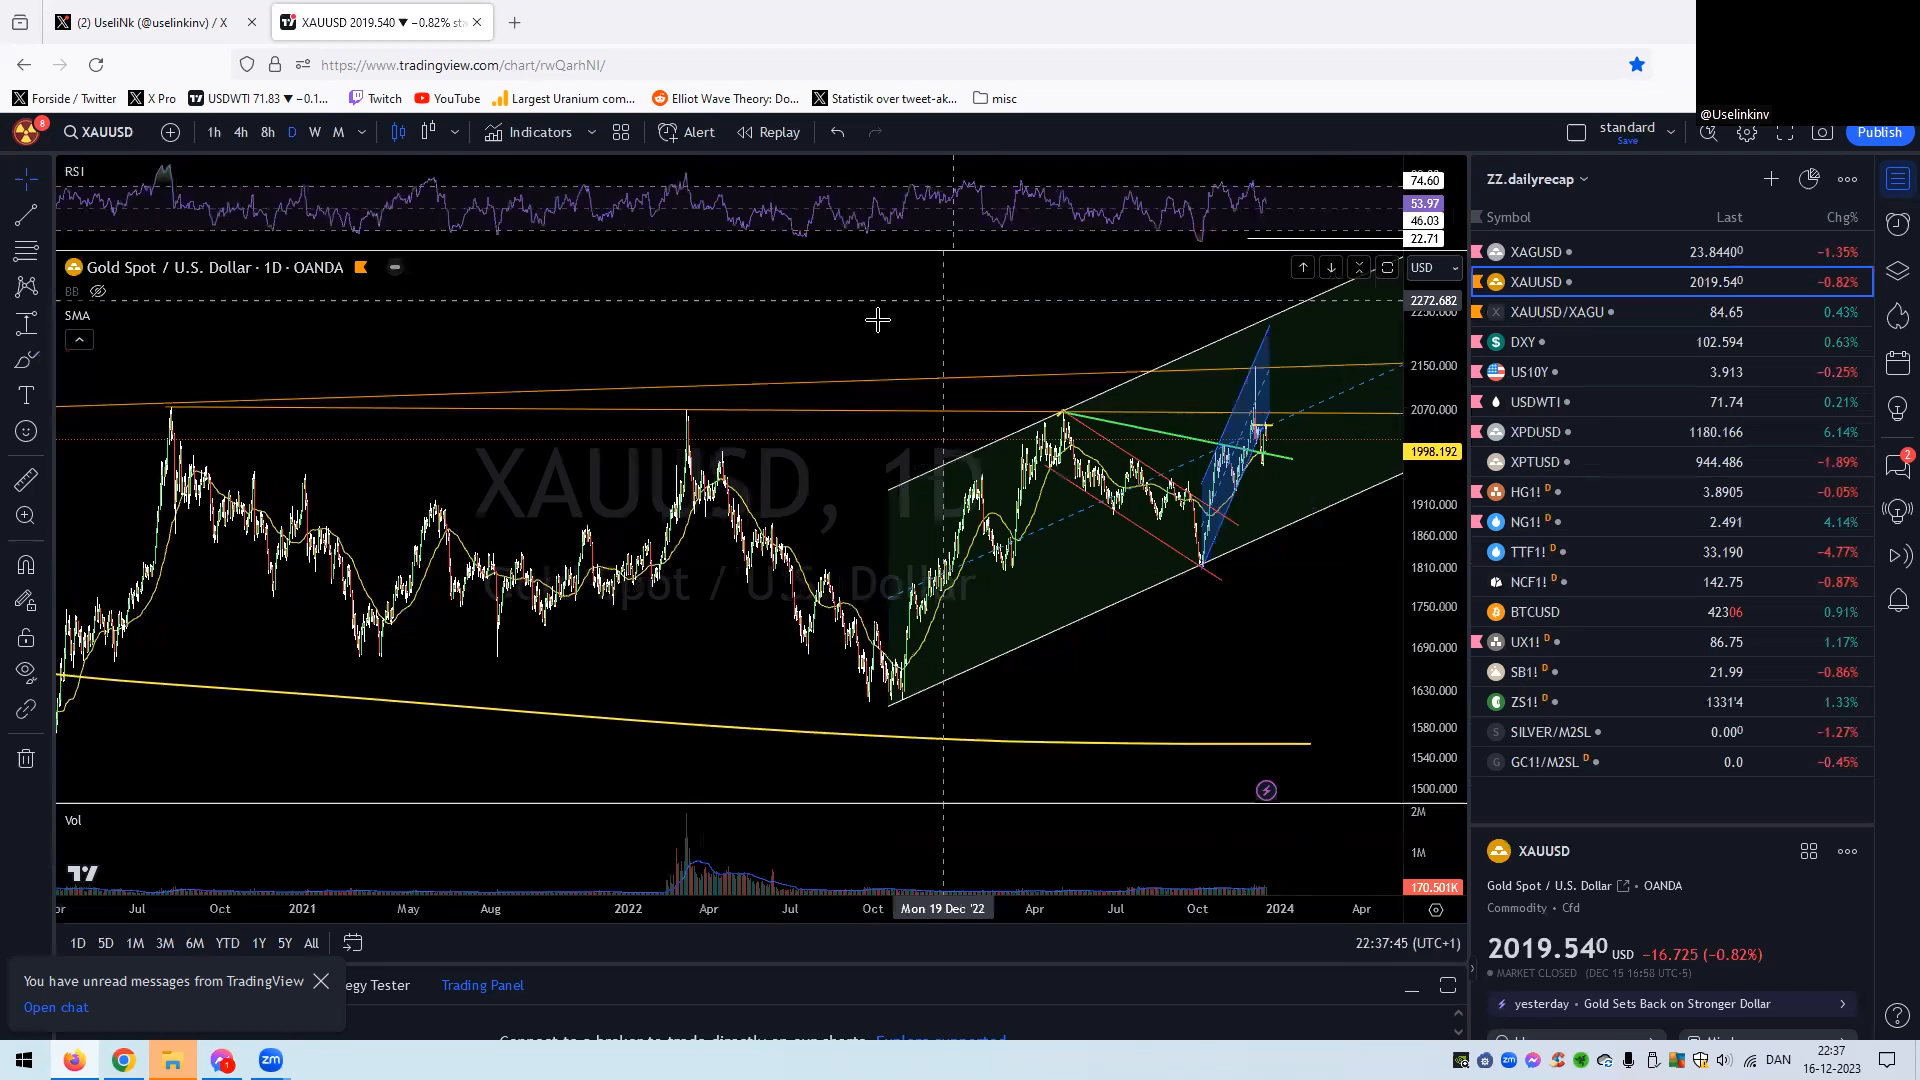 (2) UseliNk (@uselinkinv) / X
XAUUSD 2019.540 ▼ −0.82% st
https://www.tradingview.com/chart/rwQarhNI/
Forside / Twitter
X Pro
USDWTI 71.83 ▼ −0.1...
Twitch
YouTube
Largest Uranium com...
Elliot Wave Theory: Do...
Statistik over tweet-ak...
misc
@Uselinkinv
8
XAUUSD
1h 4h 8h D W M
Indicators
Alert
Replay
standard
Save
Publish
RSI
74.60
53.97
46.03
22.71
Gold Spot / U.S. Dollar · 1D · OANDA
USD
BB
SMA
XAUUSD, 1D
Gold Spot / U.S. Dollar
2272.682
2250.000
2150.000
2070.000
1998.192
1910.000
1860.000
1810.000
1750.000
1690.000
1630.000
1580.000
1540.000
1500.000
Vol
2M
1M
170.501K
Jul Oct 2021 May Aug 2022 Apr Jul Oct Mon 19 Dec '22 Apr Jul Oct 2024 Apr
1D 5D 1M 3M 6M YTD 1Y 5Y All
22:37:45 (UTC+1)
You have unread messages from TradingView
Open chat
egy Tester
Trading Panel
ZZ.dailyrecap
Symbol Last Chg%
XAGUSD 23.8440 −1.35%
XAUUSD 2019.540 −0.82%
XAUUSD/XAGU 84.65 0.43%
DXY 102.594 0.63%
US10Y 3.913 −0.25%
USDWTI 71.74 0.21%
XPDUSD 1180.166 6.14%
XPTUSD 944.486 −1.89%
HG1! D 3.8905 −0.05%
NG1! D 2.491 4.14%
TTF1! D 33.190 −4.77%
NCF1! D 142.75 −0.87%
BTCUSD 42306 0.91%
UX1! D 86.75 1.17%
SB1! D 21.99 −0.86%
ZS1! D 1331'4 1.33%
S SILVER/M2SL 0.000 −1.27%
G GC1!/M2SL D 0.0 −0.45%
2
XAUUSD
Gold Spot / U.S. Dollar · OANDA
Commodity · Cfd
2019.540 USD −16.725 (−0.82%)
MARKET CLOSED (DEC 15 16:58 UTC-5)
yesterday · Gold Sets Back on Stronger Dollar
1
zm
zm
DAN
22:37
16-12-2023